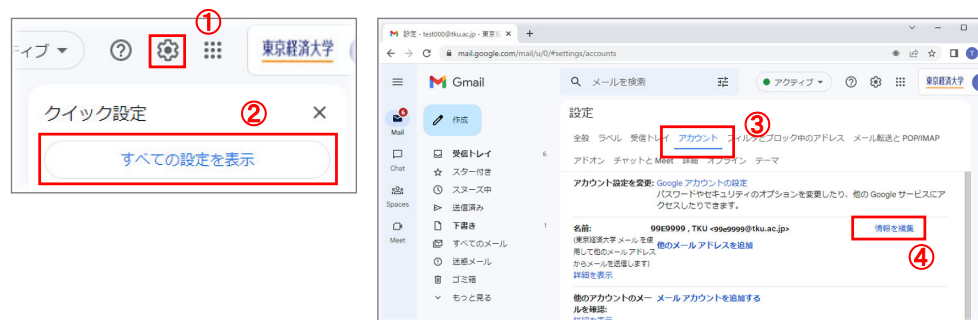 ①
ィブ
東京経済大学
クイック設定
②
すべての設定を表示
設定 - test000@tku.ac.jp - 東京
mail.google.com/mail/u/0/#settings/accounts
Gmail
メールを検索
アクティブ
東京経済大学
6
Mail
Chat
Spaces
Meet
作成
受信トレイ 6
スター付き
スヌーズ中
送信済み
下書き 1
すべてのメール
迷惑メール
ゴミ箱
もっと見る
設定
③
全般 ラベル 受信トレイ アカウント フィルタとブロック中のアドレス メール転送と POP/IMAP
アドオン チャットと Meet 詳細 オフライン テーマ
アカウント設定を変更: Google アカウントの設定
パスワードやセキュリティのオプションを変更したり、他の Google サービスにア
クセスしたりできます。
名前: 99E9999 , TKU <99e9999@tku.ac.jp> 情報を編集
(東京経済大学 メール を使
用して他のメール アドレス
からメールを送信します)
他のメール アドレスを追加
詳細を表示
④
他のアカウントのメー
ルを確認:
メール アカウントを追加する
詳細を表示